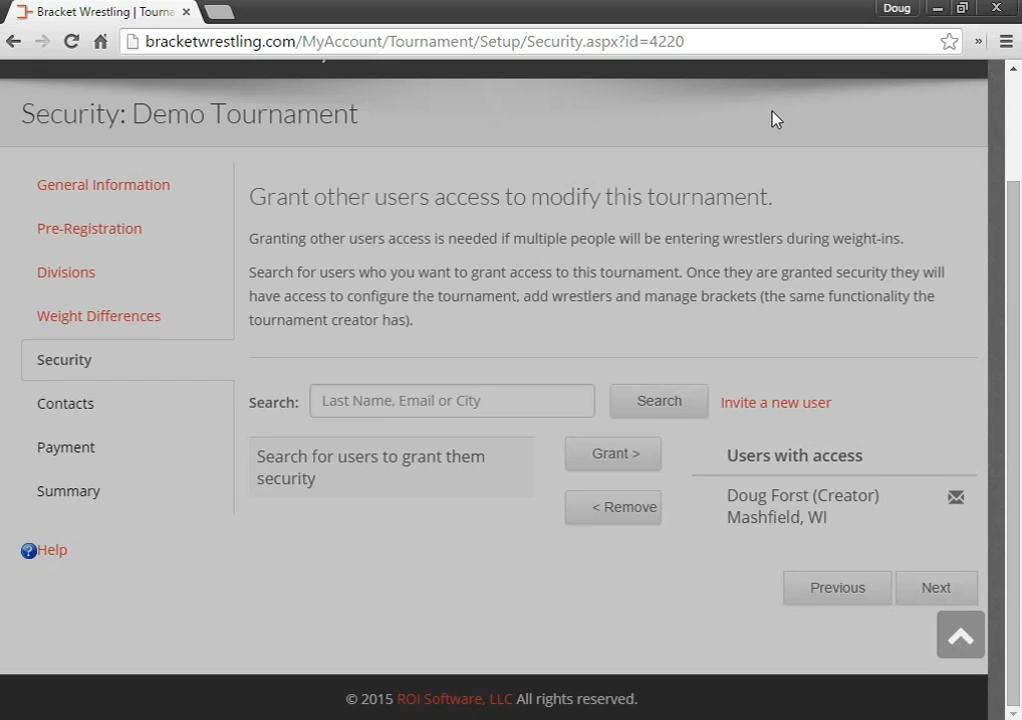 Bracket Wrestling | Tourna
Doug
bracketwrestling.com/MyAccount/Tournament/Setup/Security.aspx?id=4220
Security: Demo Tournament
General Information
Pre-Registration
Divisions
Weight Differences
Security
Contacts
Payment
Summary
Help
Grant other users access to modify this tournament.
Granting other users access is needed if multiple people will be entering wrestlers during weight-ins.
Search for users who you want to grant access to this tournament. Once they are granted security they will
have access to configure the tournament, add wrestlers and manage brackets (the same functionality the
tournament creator has).
Search: Last Name, Email or City Search Invite a new user
Search for users to grant them
security
Grant >
< Remove
Users with access
Doug Forst (Creator)
Mashfield, WI
Previous Next
© 2015 ROI Software, LLC All rights reserved.